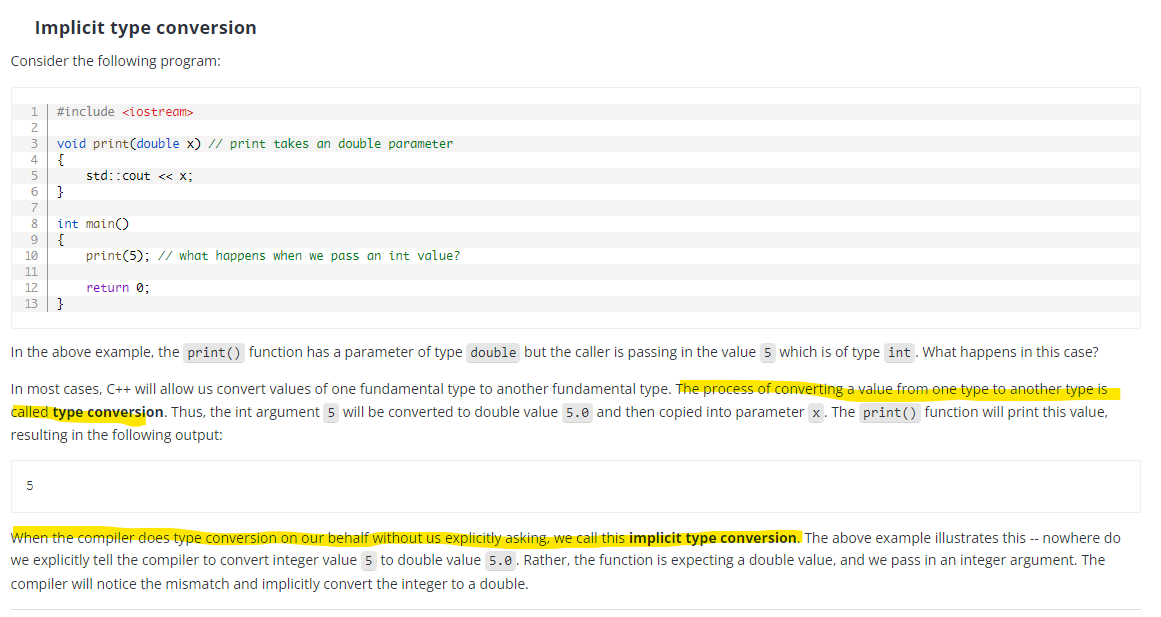 Implicit type conversion
Consider the following program:
1 #include <iostream>
2
3 void print(double x) // print takes an double parameter
4 {
5     std::cout << x;
6 }
7
8 int main()
9 {
10     print(5); // what happens when we pass an int value?
11
12     return 0;
13 }
In the above example, the print() function has a parameter of type double but the caller is passing in the value 5 which is of type int. What happens in this case?
In most cases, C++ will allow us convert values of one fundamental type to another fundamental type. The process of converting a value from one type to another type is
called type conversion. Thus, the int argument 5 will be converted to double value 5.0 and then copied into parameter x. The print() function will print this value,
resulting in the following output:
5
When the compiler does type conversion on our behalf without us explicitly asking, we call this implicit type conversion. The above example illustrates this -- nowhere do
we explicitly tell the compiler to convert integer value 5 to double value 5.0. Rather, the function is expecting a double value, and we pass in an integer argument. The
compiler will notice the mismatch and implicitly convert the integer to a double.